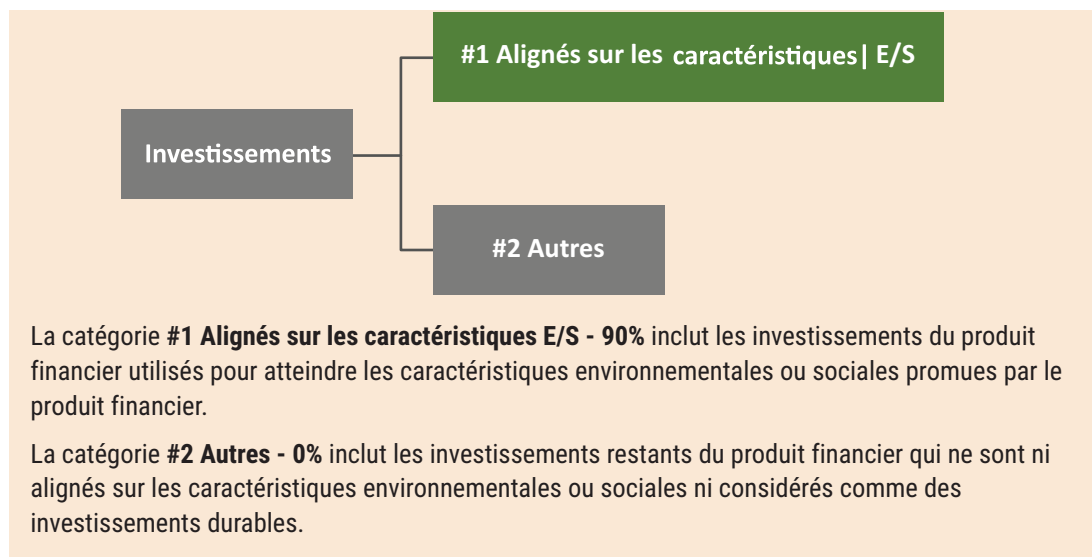 #1 Alignés sur les caractéristiques| E/S
Investissements
#2 Autres
La catégorie #1 Alignés sur les caractéristiques E/S - 90% inclut les investissements du produit
financier utilisés pour atteindre les caractéristiques environnementales ou sociales promues par le
produit financier.
La catégorie #2 Autres - 0% inclut les investissements restants du produit financier qui ne sont ni
alignés sur les caractéristiques environnementales ou sociales ni considérés comme des
investissements durables.